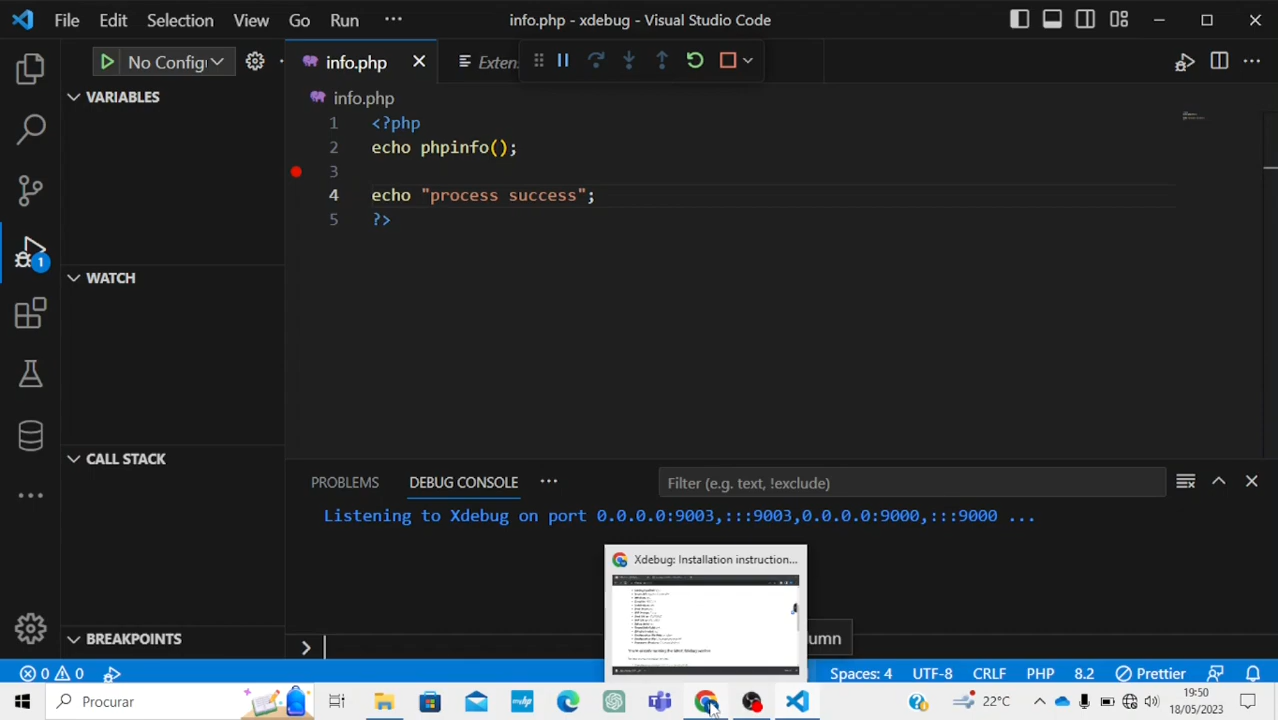 File Edit Selection View Go Run ··· info.php - xdebug - Visual Studio Code
No Config
info.php Exten
VARIABLES
info.php
1 <?php
2 echo phpinfo();
3
4 echo "process success";
5 ?>
1
WATCH
CALL STACK
PROBLEMS DEBUG CONSOLE ··· Filter (e.g. text, !exclude)
Listening to Xdebug on port 0.0.0.0:9003,:::9003,0.0.0.0:9000,:::9000 ...
Xdebug: Installation instruction...
BREAKPOINTS
umn
0 0 Spaces: 4 UTF-8 CRLF PHP 8.2 Prettier
Procurar 22°C 19:50
18/05/2023